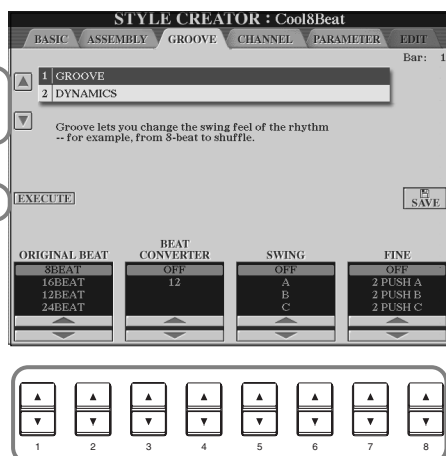 STYLE CREATOR : Cool8Beat
BASIC ASSEMBLY GROOVE CHANNEL PARAMETER EDIT
Bar: 1
1 GROOVE
2 DYNAMICS
Groove lets you change the swing feel of the rhythm
-- for example, from 8-beat to shuffle.
EXECUTE
SAVE
ORIGINAL BEAT BEAT CONVERTER SWING FINE
8BEAT OFF OFF OFF
16BEAT 12 A 2 PUSH A
12BEAT B 2 PUSH B
24BEAT C 2 PUSH C
1 2 3 4 5 6 7 8